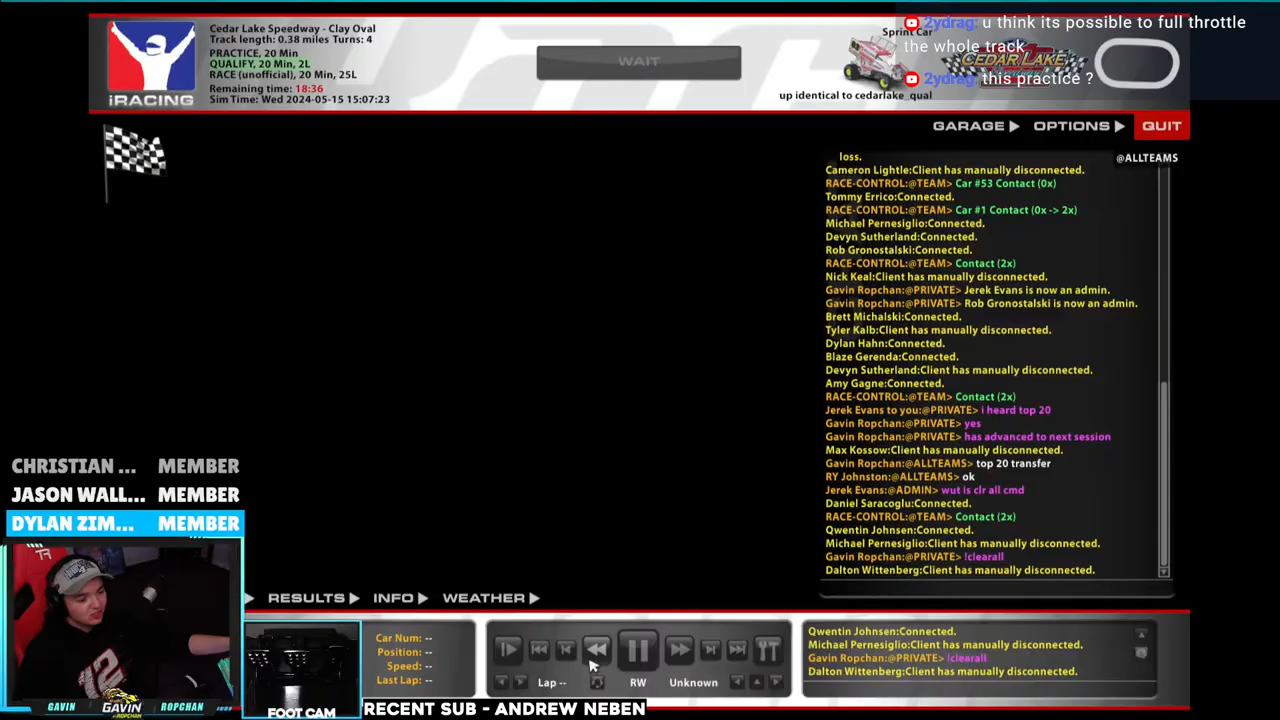 Cedar Lake Speedway - Clay Oval
Track length: 0.38 miles Turns: 4
PRACTICE, 20 Min
QUALIFY, 20 Min, 2L
RACE (unofficial), 20 Min, 25L
Remaining time: 18:36
Sim Time: Wed 2024-05-15 15:07:23
iRACING
WAIT
Sprint Car
CEDAR LAKE
up identical to cedarlake_qual
2ydrag: u think its possible to full throttle
the whole track
2ydrag: this practice ?
GARAGE
OPTIONS
QUIT
@ALLTEAMS
loss.
Cameron Lightle:Client has manually disconnected.
RACE-CONTROL:@TEAM> Car #53 Contact (0x)
Tommy Errico:Connected.
RACE-CONTROL:@TEAM> Car #1 Contact (0x -> 2x)
Michael Pernesiglio:Connected.
Devyn Sutherland:Connected.
Rob Gronostalski:Connected.
RACE-CONTROL:@TEAM> Contact (2x)
Nick Keal:Client has manually disconnected.
Gavin Ropchan:@PRIVATE> Jerek Evans is now an admin.
Gavin Ropchan:@PRIVATE> Rob Gronostalski is now an admin.
Brett Michalski:Connected.
Tyler Kalb:Client has manually disconnected.
Dylan Hahn:Connected.
Blaze Gerenda:Connected.
Devyn Sutherland:Client has manually disconnected.
Amy Gagne:Connected.
RACE-CONTROL:@TEAM> Contact (2x)
Jerek Evans to you:@PRIVATE> i heard top 20
Gavin Ropchan:@PRIVATE> yes
Gavin Ropchan:@PRIVATE> has advanced to next session
Max Kossow:Client has manually disconnected.
Gavin Ropchan:@ALLTEAMS> top 20 transfer
RY Johnston:@ALLTEAMS> ok
Jerek Evans:@ADMIN> wut is clr all cmd
Daniel Saracoglu:Connected.
RACE-CONTROL:@TEAM> Contact (2x)
Qwentin Johnsen:Connected.
Michael Pernesiglio:Client has manually disconnected.
Gavin Ropchan:@PRIVATE> !clearall
Dalton Wittenberg:Client has manually disconnected.
CHRISTIAN ... MEMBER
JASON WALL... MEMBER
DYLAN ZIM... MEMBER
RESULTS
INFO
WEATHER
Car Num: --
Position: --
Speed: --
Last Lap: --
Lap --
RW
Unknown
Qwentin Johnsen:Connected.
Michael Pernesiglio:Client has manually disconnected.
Gavin Ropchan:@PRIVATE> !clearall
Dalton Wittenberg:Client has manually disconnected.
12
GAVIN
GAVIN
ROPCHAN
ROPCHAN
FOOT CAM
RECENT SUB - ANDREW NEBEN